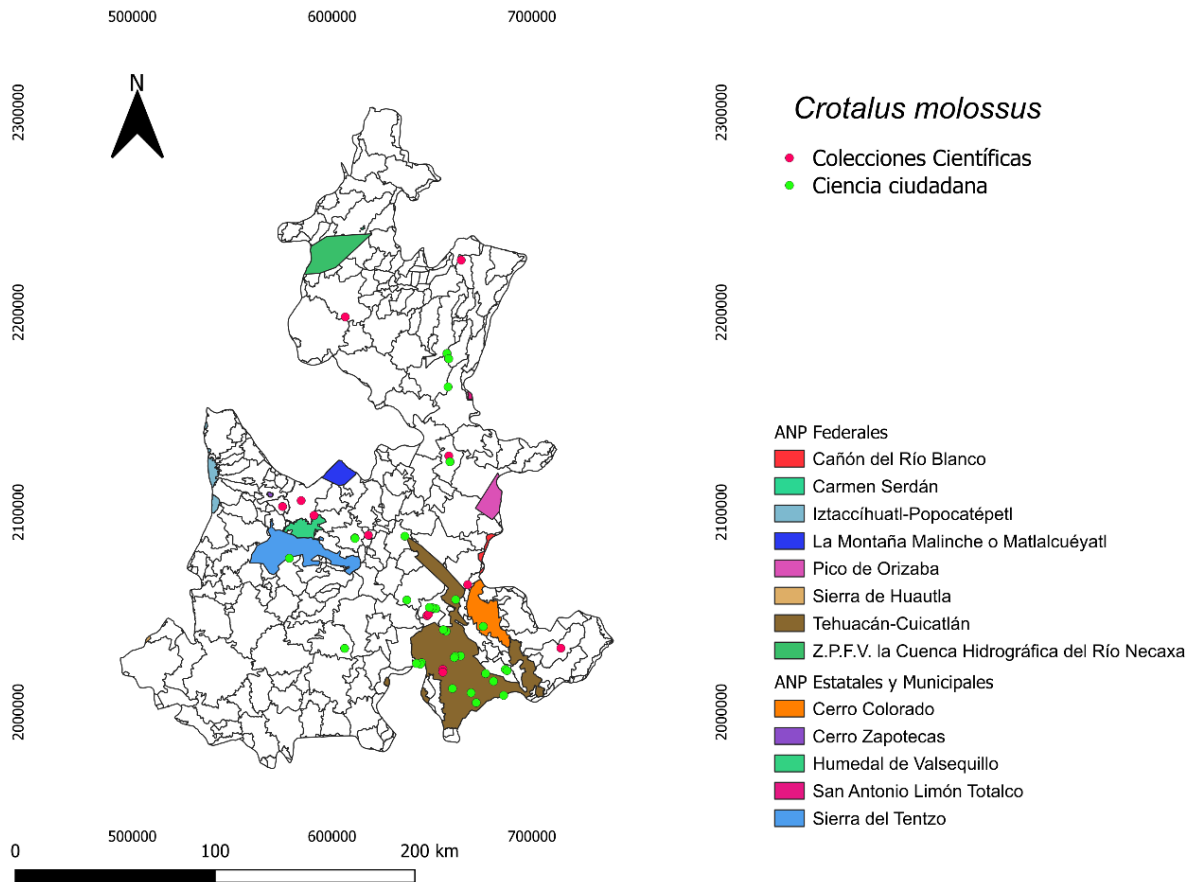 500000 600000 700000
N
2300000 2300000
Crotalus molossus
Colecciones Científicas
Ciencia ciudadana
2200000 2200000
ANP Federales
Cañón del Río Blanco
Carmen Serdán
2100000 2100000
Iztaccíhuatl-Popocatépetl
La Montaña Malinche o Matlalcuéyatl
Pico de Orizaba
Sierra de Huautla
Tehuacán-Cuicatlán
Z.P.F.V. la Cuenca Hidrográfica del Río Necaxa
ANP Estatales y Municipales
2000000 2000000
Cerro Colorado
Cerro Zapotecas
Humedal de Valsequillo
San Antonio Limón Totalco
Sierra del Tentzo
500000 600000 700000
0 100 200 km